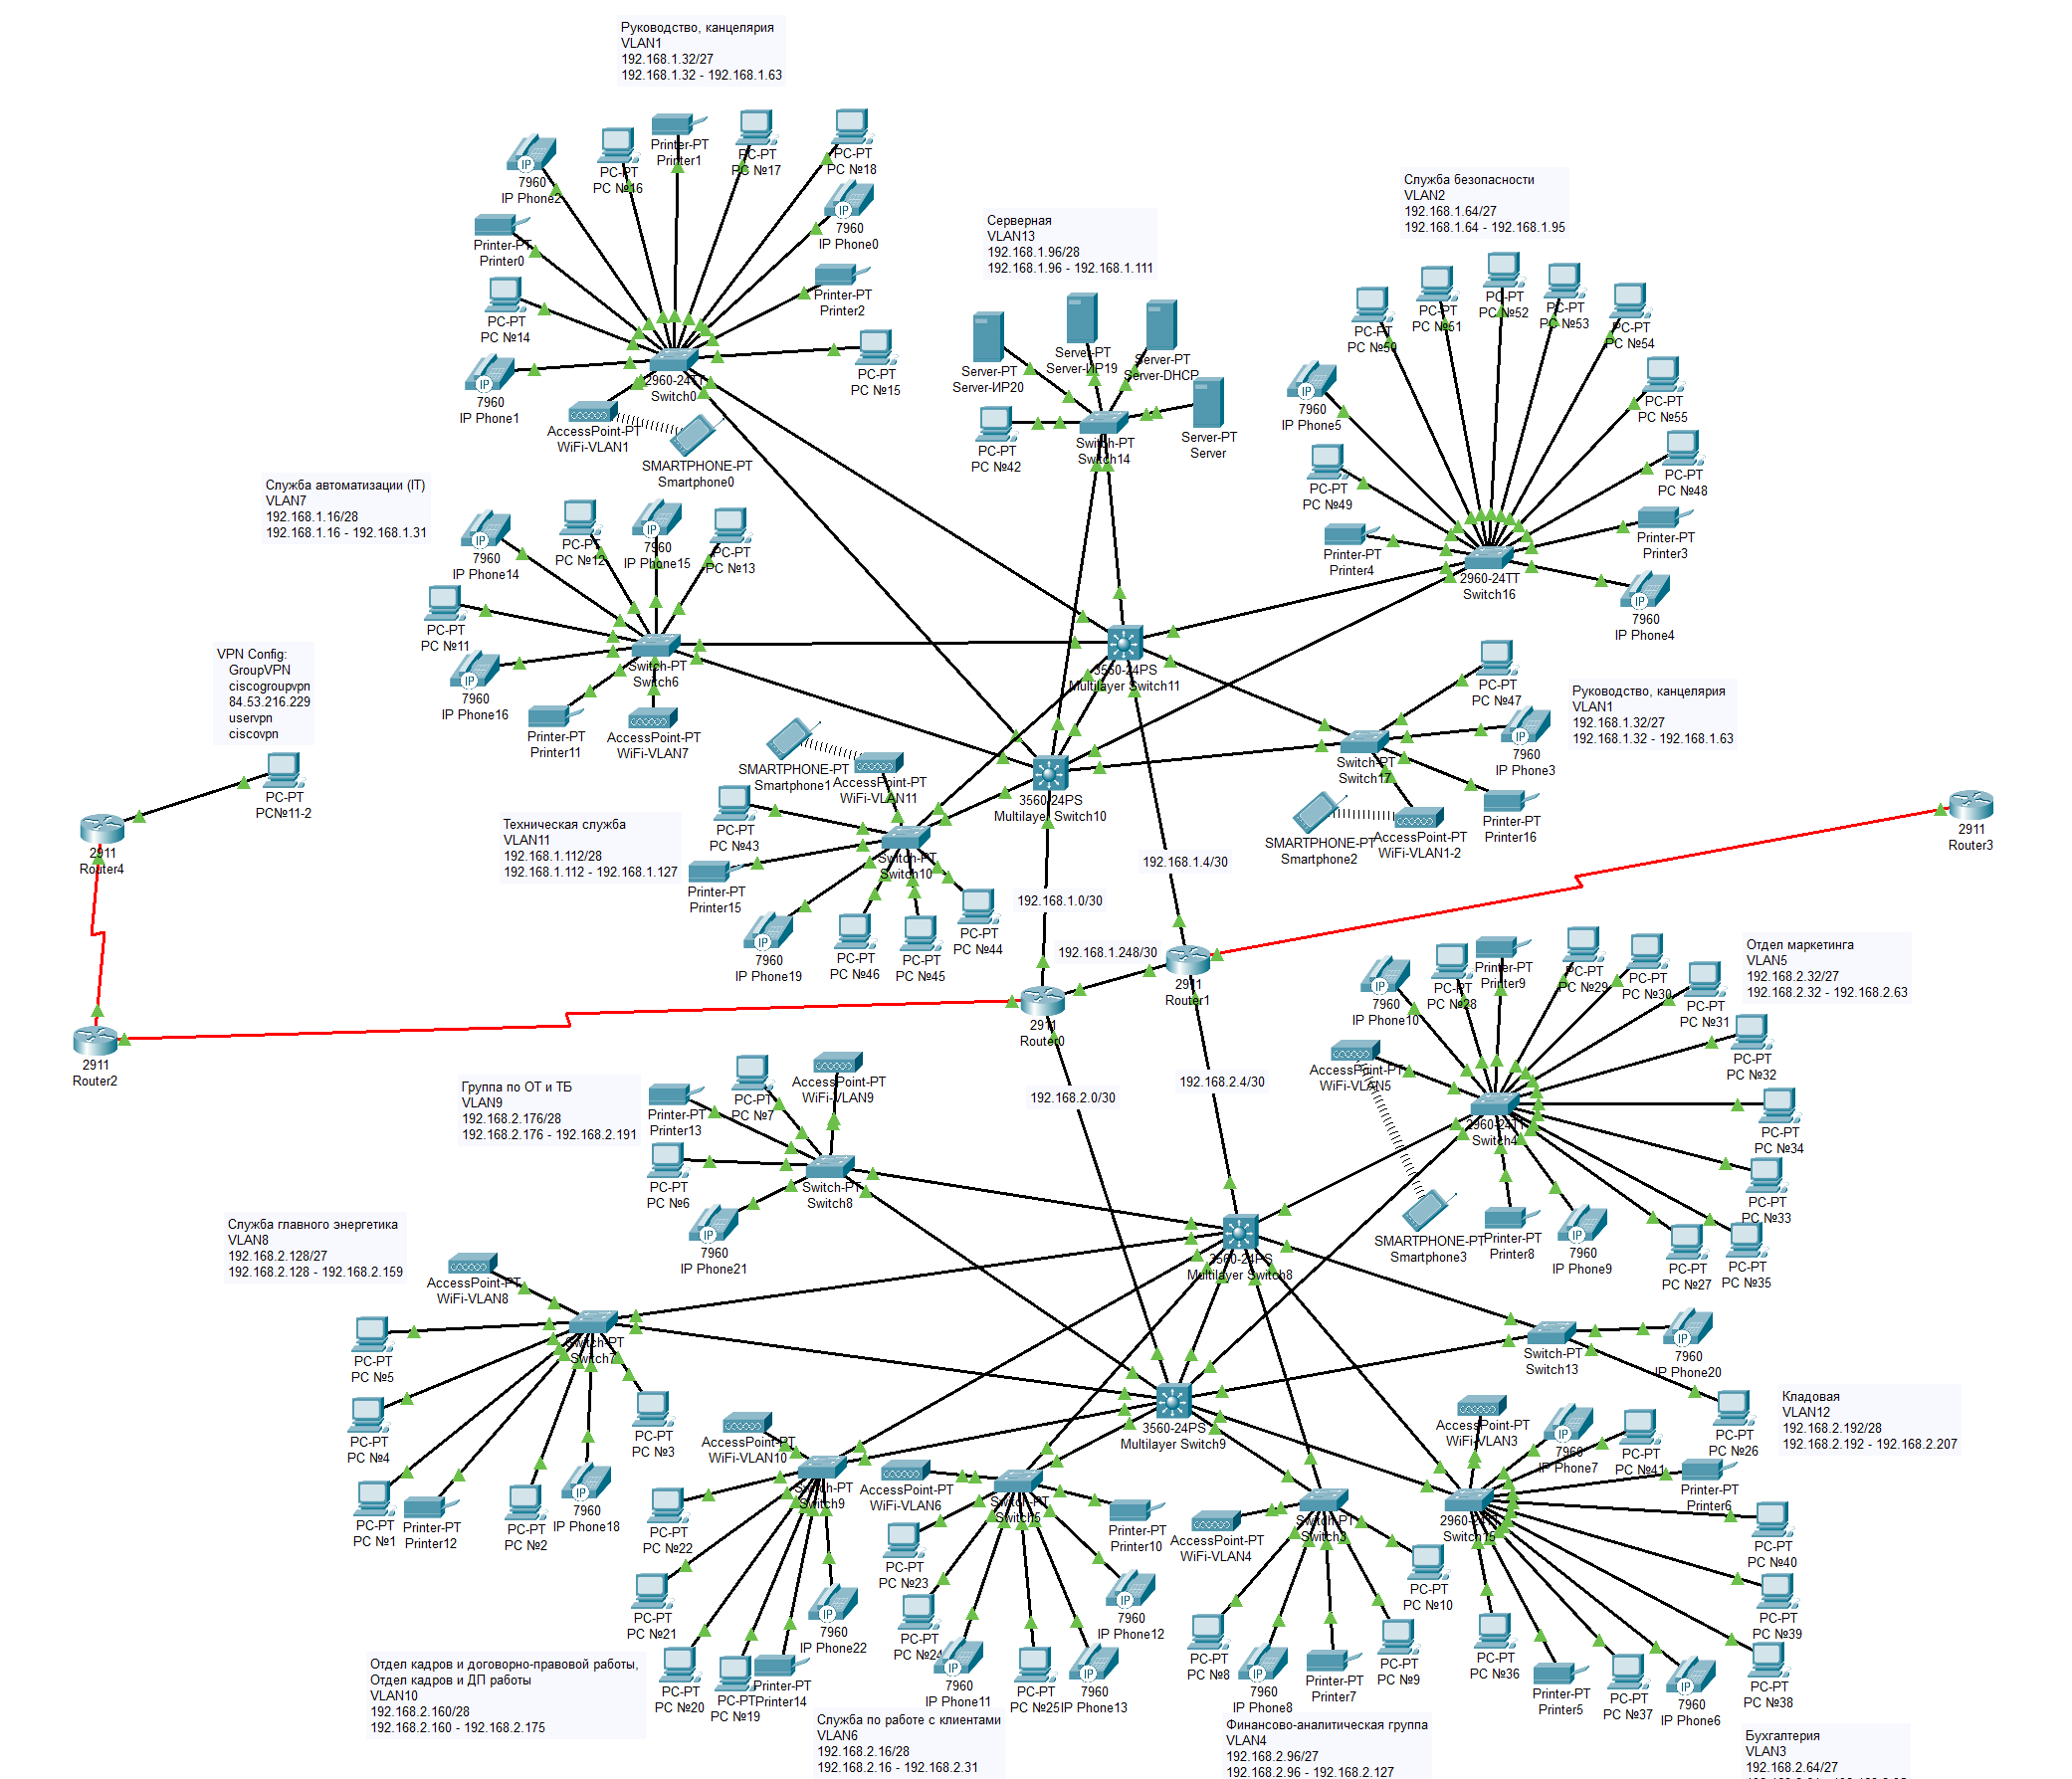 Руководство, канцелярия
VLAN1
192.168.1.32/27
192.168.1.32 - 192.168.1.63
7960
IP Phone2
PC-PT
PC №16
Printer-PT
Printer1
PC-PT
PC №17
PC-PT
PC №18
7960
IP Phone0
Printer-PT
Printer0
Printer-PT
Printer2
PC-PT
PC №14
PC-PT
PC №15
7960
IP Phone1
2960-24TT
Switch0
AccessPoint-PT
WiFi-VLAN1
SMARTPHONE-PT
Smartphone0
Серверная
VLAN13
192.168.1.96/28
192.168.1.96 - 192.168.1.111
Server-PT
Server-ИР20
Server-PT
Server-ИР19
Server-PT
Server-DHCP
Server-PT
Server
PC-PT
PC №42
Switch-PT
Switch14
Служба безопасности
VLAN2
192.168.1.64/27
192.168.1.64 - 192.168.1.95
PC-PT
PC №50
PC-PT
PC №51
PC-PT
PC №52
PC-PT
PC №53
PC-PT
PC №54
PC-PT
PC №55
7960
IP Phone5
PC-PT
PC №48
PC-PT
PC №49
Printer-PT
Printer4
Printer-PT
Printer3
2960-24TT
Switch16
7960
IP Phone4
Служба автоматизации (IT)
VLAN7
192.168.1.16/28
192.168.1.16 - 192.168.1.31
7960
IP Phone14
PC-PT
PC №12
7960
IP Phone15
PC-PT
PC №13
PC-PT
PC №11
7960
IP Phone16
Switch-PT
Switch6
Printer-PT
Printer11
AccessPoint-PT
WiFi-VLAN7
3560-24PS
Multilayer Switch11
3560-24PS
Multilayer Switch10
VPN Config:
GroupVPN
ciscogroupvpn
84.53.216.229
uservpn
ciscovpn
PC-PT
PC№11-2
2911
Router4
2911
Router2
SMARTPHONE-PT
Smartphone1
AccessPoint-PT
WiFi-VLAN11
Техническая служба
VLAN11
192.168.1.112/28
192.168.1.112 - 192.168.1.127
PC-PT
PC №43
Printer-PT
Printer15
Switch-PT
Switch10
7960
IP Phone19
PC-PT
PC №46
PC-PT
PC №45
PC-PT
PC №44
PC-PT
PC №47
Руководство, канцелярия
VLAN1
192.168.1.32/27
192.168.1.32 - 192.168.1.63
7960
IP Phone3
Switch-PT
Switch17
SMARTPHONE-PT
Smartphone2
AccessPoint-PT
WiFi-VLAN1-2
Printer-PT
Printer16
2911
Router3
192.168.1.4/30
192.168.1.0/30
192.168.1.248/30
2911
Router1
2911
Router0
192.168.2.4/30
192.168.2.0/30
Отдел маркетинга
VLAN5
192.168.2.32/27
192.168.2.32 - 192.168.2.63
7960
IP Phone10
PC-PT
PC №28
Printer-PT
Printer9
PC-PT
PC №29
PC-PT
PC №30
PC-PT
PC №31
PC-PT
PC №32
AccessPoint-PT
WiFi-VLAN5
2960-24TT
Switch4
PC-PT
PC №34
PC-PT
PC №33
SMARTPHONE-PT
Smartphone3
Printer-PT
Printer8
7960
IP Phone9
PC-PT
PC №27
PC-PT
PC №35
Группа по ОТ и ТБ
VLAN9
192.168.2.176/28
192.168.2.176 - 192.168.2.191
Printer-PT
Printer13
PC-PT
PC №7
AccessPoint-PT
WiFi-VLAN9
PC-PT
PC №6
Switch-PT
Switch8
7960
IP Phone21
3560-24PS
Multilayer Switch8
3560-24PS
Multilayer Switch9
Служба главного энергетика
VLAN8
192.168.2.128/27
192.168.2.128 - 192.168.2.159
AccessPoint-PT
WiFi-VLAN8
PC-PT
PC №5
Switch-PT
Switch7
PC-PT
PC №4
PC-PT
PC №3
PC-PT
PC №1
Printer-PT
Printer12
PC-PT
PC №2
7960
IP Phone18
Switch-PT
Switch13
7960
IP Phone20
PC-PT
PC №26
Кладовая
VLAN12
192.168.2.192/28
192.168.2.192 - 192.168.2.207
AccessPoint-PT
WiFi-VLAN10
Switch-PT
Switch9
PC-PT
PC №22
PC-PT
PC №21
PC-PT
PC №20
PC-PT
PC №19
Printer-PT
Printer14
7960
IP Phone22
Отдел кадров и договорно-правовой работы,
Отдел кадров и ДП работы
VLAN10
192.168.2.160/28
192.168.2.160 - 192.168.2.175
AccessPoint-PT
WiFi-VLAN6
Switch-PT
Switch5
Printer-PT
Printer10
PC-PT
PC №23
PC-PT
PC №24
7960
IP Phone11
PC-PT
PC №25
7960
IP Phone13
7960
IP Phone12
Служба по работе с клиентами
VLAN6
192.168.2.16/28
192.168.2.16 - 192.168.2.31
AccessPoint-PT
WiFi-VLAN4
Switch-PT
Switch3
PC-PT
PC №10
PC-PT
PC №8
7960
IP Phone8
Printer-PT
Printer7
PC-PT
PC №9
Финансово-аналитическая группа
VLAN4
192.168.2.96/27
192.168.2.96 - 192.168.2.127
AccessPoint-PT
WiFi-VLAN3
7960
IP Phone7
PC-PT
PC №41
Printer-PT
Printer6
2960-24TT
Switch15
PC-PT
PC №40
PC-PT
PC №39
PC-PT
PC №38
PC-PT
PC №36
Printer-PT
Printer5
PC-PT
PC №37
7960
IP Phone6
Бухгалтерия
VLAN3
192.168.2.64/27